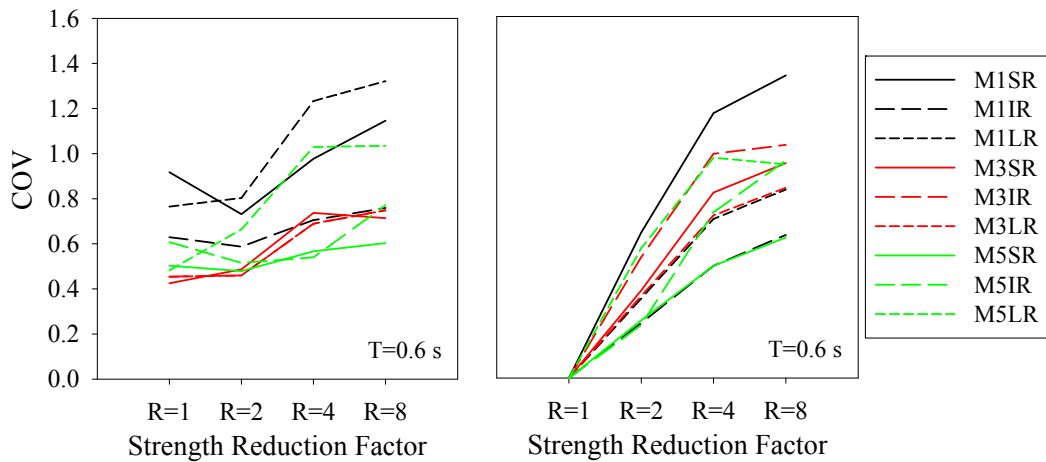 COV
1.6
1.4
1.2
1.0
0.8
0.6
0.4
0.2
0.0
T=0.6 s
R=1 R=2 R=4 R=8
Strength Reduction Factor
T=0.6 s
R=1 R=2 R=4 R=8
Strength Reduction Factor
M1SR
M1IR
M1LR
M3SR
M3IR
M3LR
M5SR
M5IR
M5LR